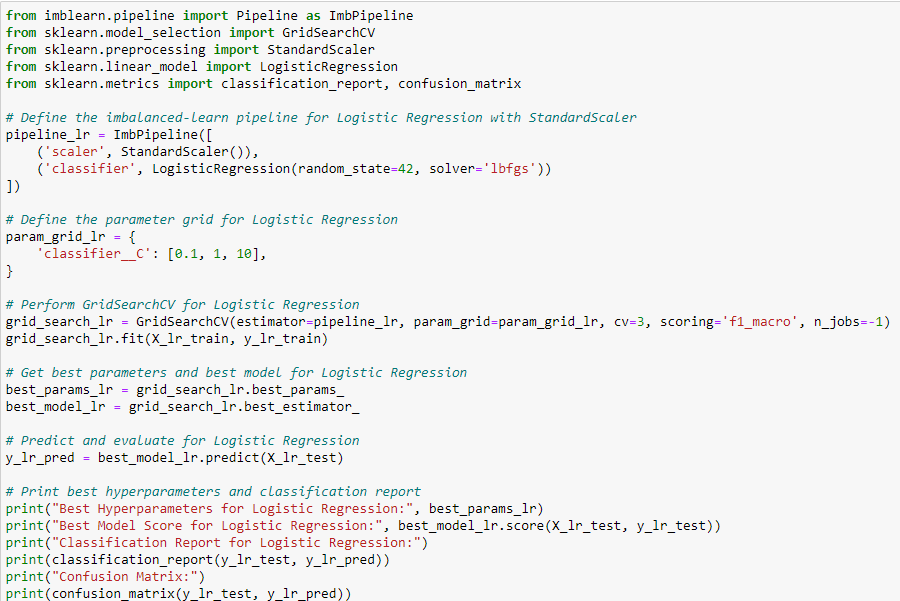 from imblearn.pipeline import Pipeline as ImbPipeline
from sklearn.model_selection import GridSearchCV
from sklearn.preprocessing import StandardScaler
from sklearn.linear_model import LogisticRegression
from sklearn.metrics import classification_report, confusion_matrix

# Define the imbalanced-learn pipeline for Logistic Regression with StandardScaler
pipeline_lr = ImbPipeline([
    ('scaler', StandardScaler()),
    ('classifier', LogisticRegression(random_state=42, solver='lbfgs'))
])

# Define the parameter grid for Logistic Regression
param_grid_lr = {
    'classifier__C': [0.1, 1, 10],
}

# Perform GridSearchCV for Logistic Regression
grid_search_lr = GridSearchCV(estimator=pipeline_lr, param_grid=param_grid_lr, cv=3, scoring='f1_macro', n_jobs=-1)
grid_search_lr.fit(X_lr_train, y_lr_train)

# Get best parameters and best model for Logistic Regression
best_params_lr = grid_search_lr.best_params_
best_model_lr = grid_search_lr.best_estimator_

# Predict and evaluate for Logistic Regression
y_lr_pred = best_model_lr.predict(X_lr_test)

# Print best hyperparameters and classification report
print("Best Hyperparameters for Logistic Regression:", best_params_lr)
print("Best Model Score for Logistic Regression:", best_model_lr.score(X_lr_test, y_lr_test))
print("Classification Report for Logistic Regression:")
print(classification_report(y_lr_test, y_lr_pred))
print("Confusion Matrix:")
print(confusion_matrix(y_lr_test, y_lr_pred))